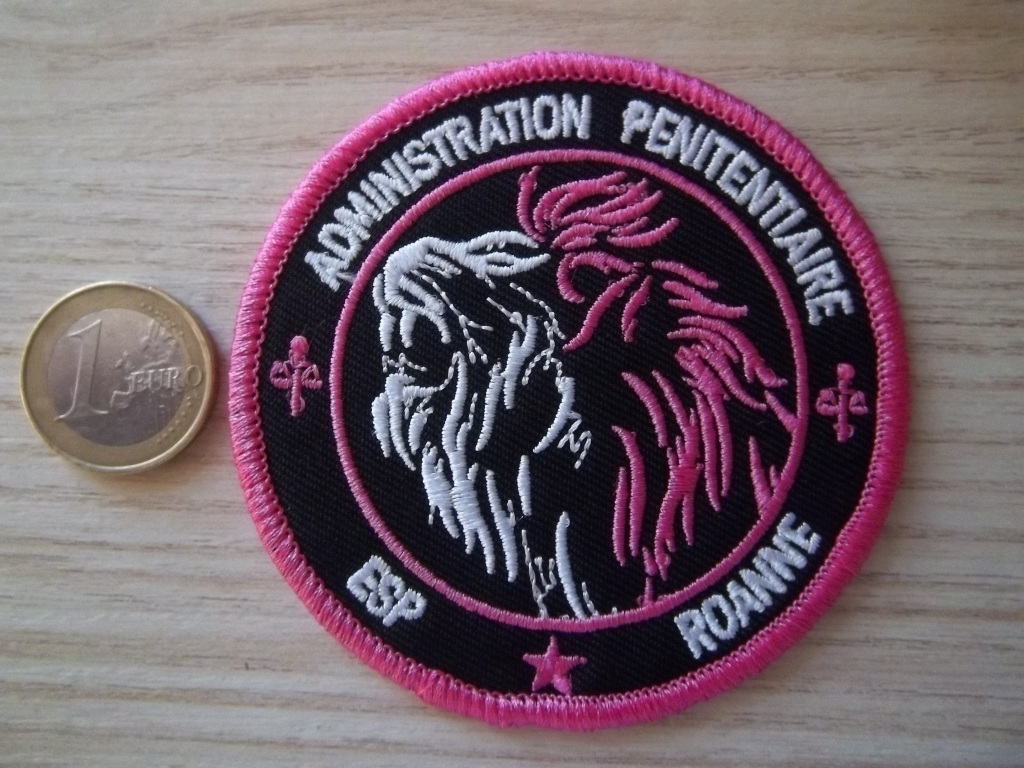 ADMINISTRATION PENITENTIAIRE
ESP
ROANNE
1 EURO